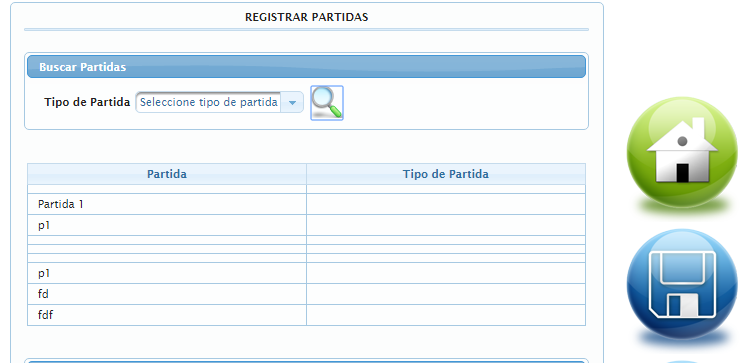 REGISTRAR PARTIDAS
Buscar Partidas
Tipo de Partida Seleccione tipo de partida
Partida Tipo de Partida
Partida 1
p1
p1
fd
fdf